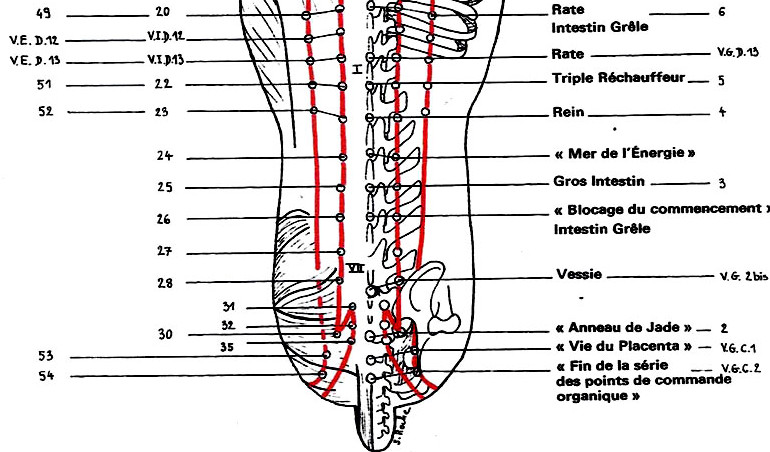 49 20 Rate 6
Intestin Grêle
V.E.D.12 V.I.D.12
V.E.D.13 V.I.D.13 Rate V.G.D.13
I
51 22 Triple Réchauffeur 5
52 23 Rein 4
24 « Mer de l'Énergie »
25 Gros Intestin 3
26 « Blocage du commencement »
Intestin Grêle
27
VII
28 Vessie V.G. 2bis
31
32 « Anneau de Jade » 2
30
35 « Vie du Placenta » V.G.C.1
53
54 « Fin de la série V.G.C.2
des points de commande
organique »
J. Roche